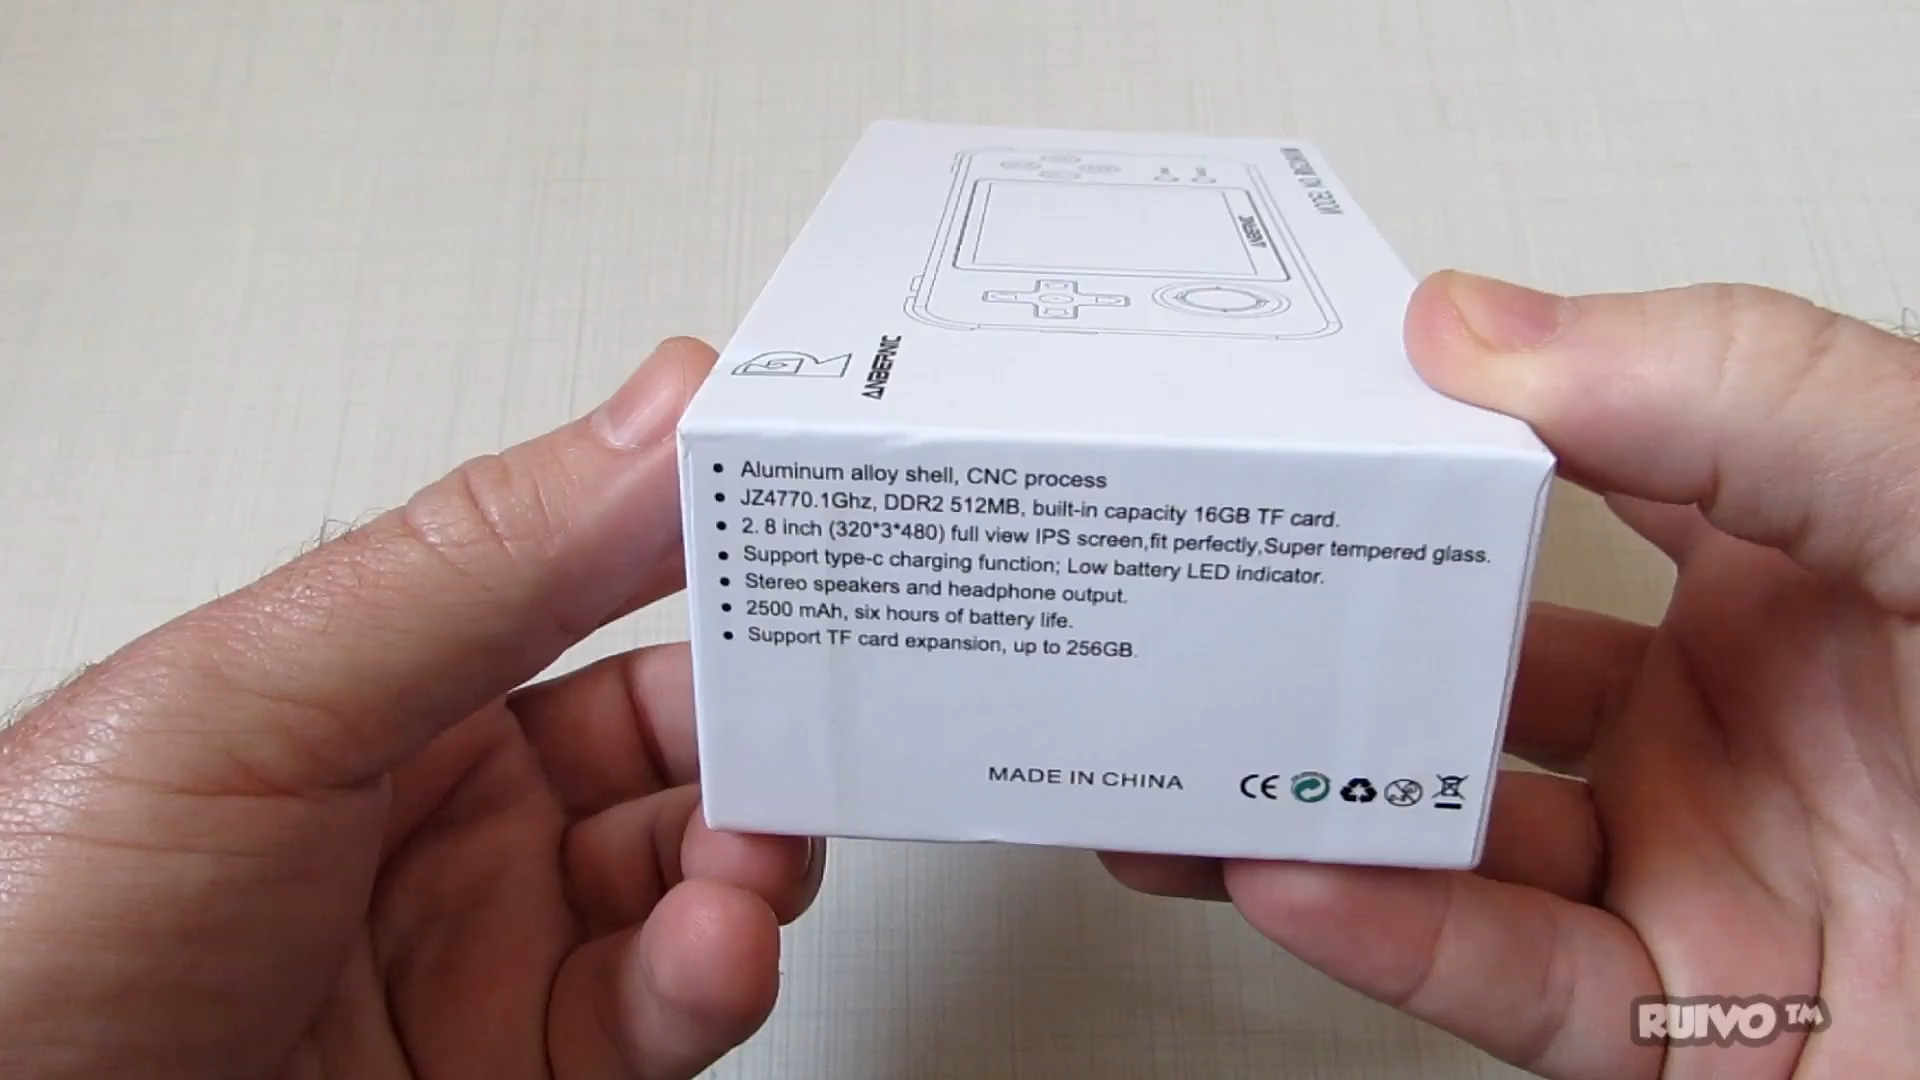 ANBERNIC
• Aluminum alloy shell, CNC process
• JZ4770.1Ghz, DDR2 512MB, built-in capacity 16GB TF card.
• 2. 8 inch (320*3*480) full view IPS screen,fit perfectly,Super tempered glass.
• Support type-c charging function; Low battery LED indicator.
• Stereo speakers and headphone output.
• 2500 mAh, six hours of battery life.
• Support TF card expansion, up to 256GB.
MADE IN CHINA
CE
RUIVO™